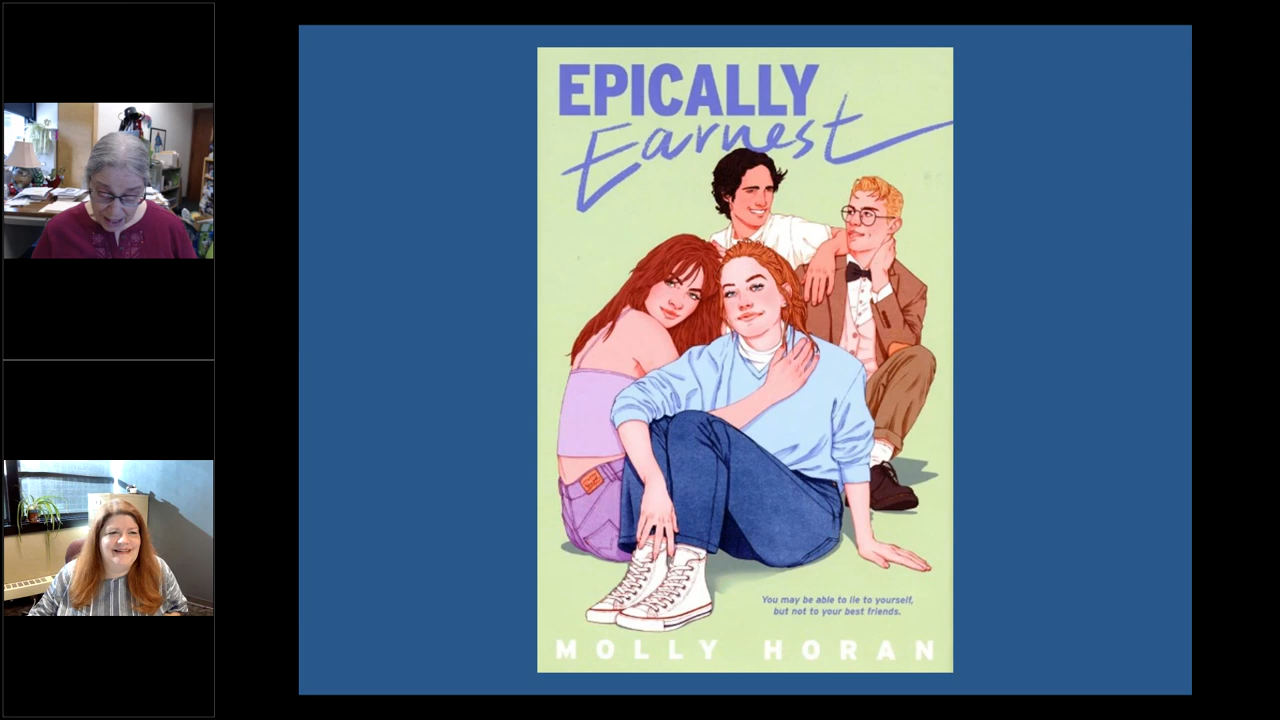 EPICALLY
Earnest
You may be able to lie to yourself,
but not to your best friends.
MOLLY HORAN